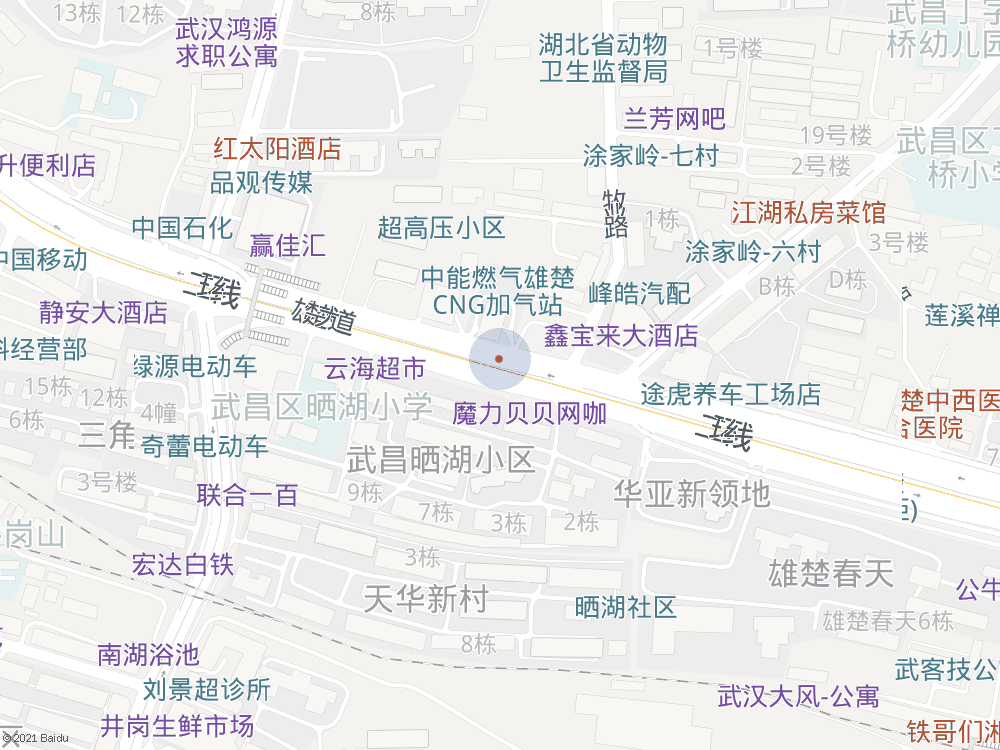 13栋
12栋
8栋
武汉鸿源
求职公寓
湖北省动物
卫生监督局
1号楼
武昌丁字
桥幼儿园
兰芳网吧
19号楼
武昌区
桥小学
红太阳酒店
涂家岭-七村
2号楼
升便利店
品观传媒
牧路
江湖私房菜馆
中国石化
超高压小区
1栋
3号楼
赢佳汇
涂家岭-六村
中国移动
中能燃气雄楚
CNG加气站
峰皓汽配
B栋
D栋
三环线
静安大酒店
雄楚大道
鑫宝来大酒店
莲溪禅
料经营部
绿源电动车
云海超市
15栋
12栋
途虎养车工场店
楚中西医
合医院
6栋
4幢
武昌区晒湖小学
魔力贝贝网咖
三角
奇蕾电动车
武昌晒湖小区
3号楼
联合一百
9栋
华亚新领地
7栋
3栋
2栋
岗山
宏达白铁
3栋
雄楚春天
天华新村
晒湖社区
公牛
雄楚春天6栋
8栋
南湖浴池
刘景超诊所
武客技公
武汉大风-公寓
井岗生鲜市场
铁哥们湘
© 2021 Baidu